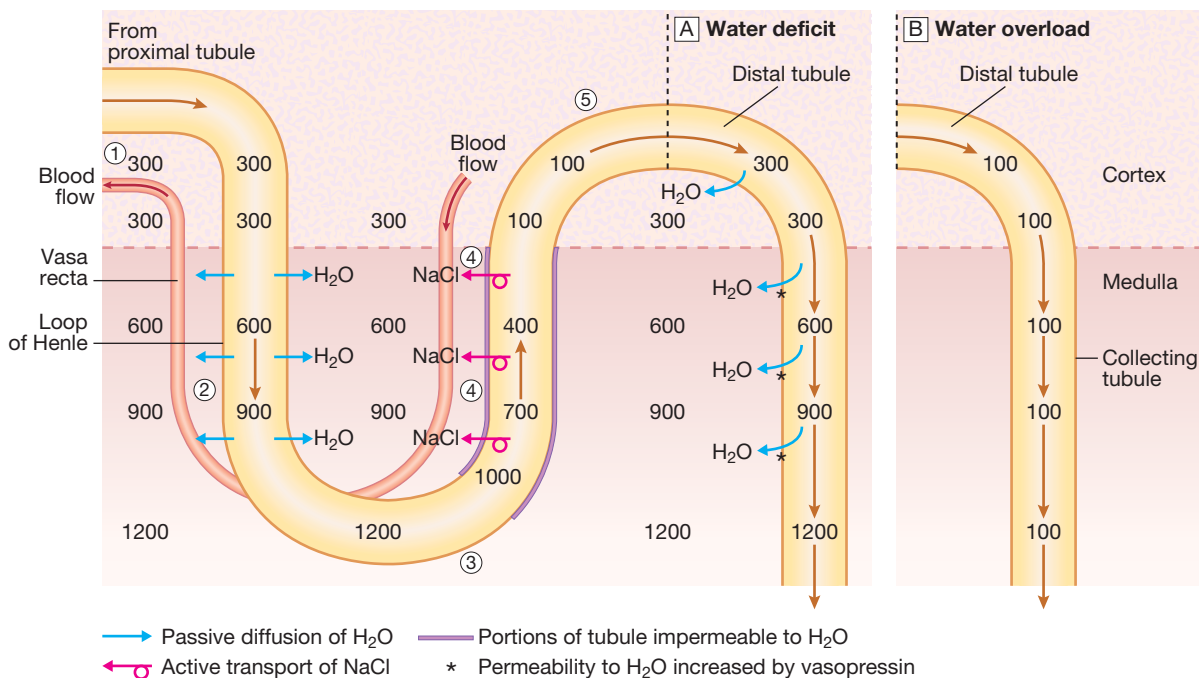 From
proximal tubule
A Water deficit
B Water overload
Distal tubule
Distal tubule
5
Blood
flow
1
300
300
100
300
100
Blood
flow
H₂O
Cortex
300
300
300
100
300
300
100
Vasa
recta
H₂O
NaCl
4
H₂O
*
Medulla
Loop
of Henle
600
600
600
400
600
600
100
H₂O
NaCl
H₂O
*
Collecting
tubule
2
4
900
900
900
700
900
900
100
H₂O
NaCl
H₂O
*
1000
1200
1200
1200
1200
100
3
Passive diffusion of H₂O
Portions of tubule impermeable to H₂O
Active transport of NaCl
* Permeability to H₂O increased by vasopressin